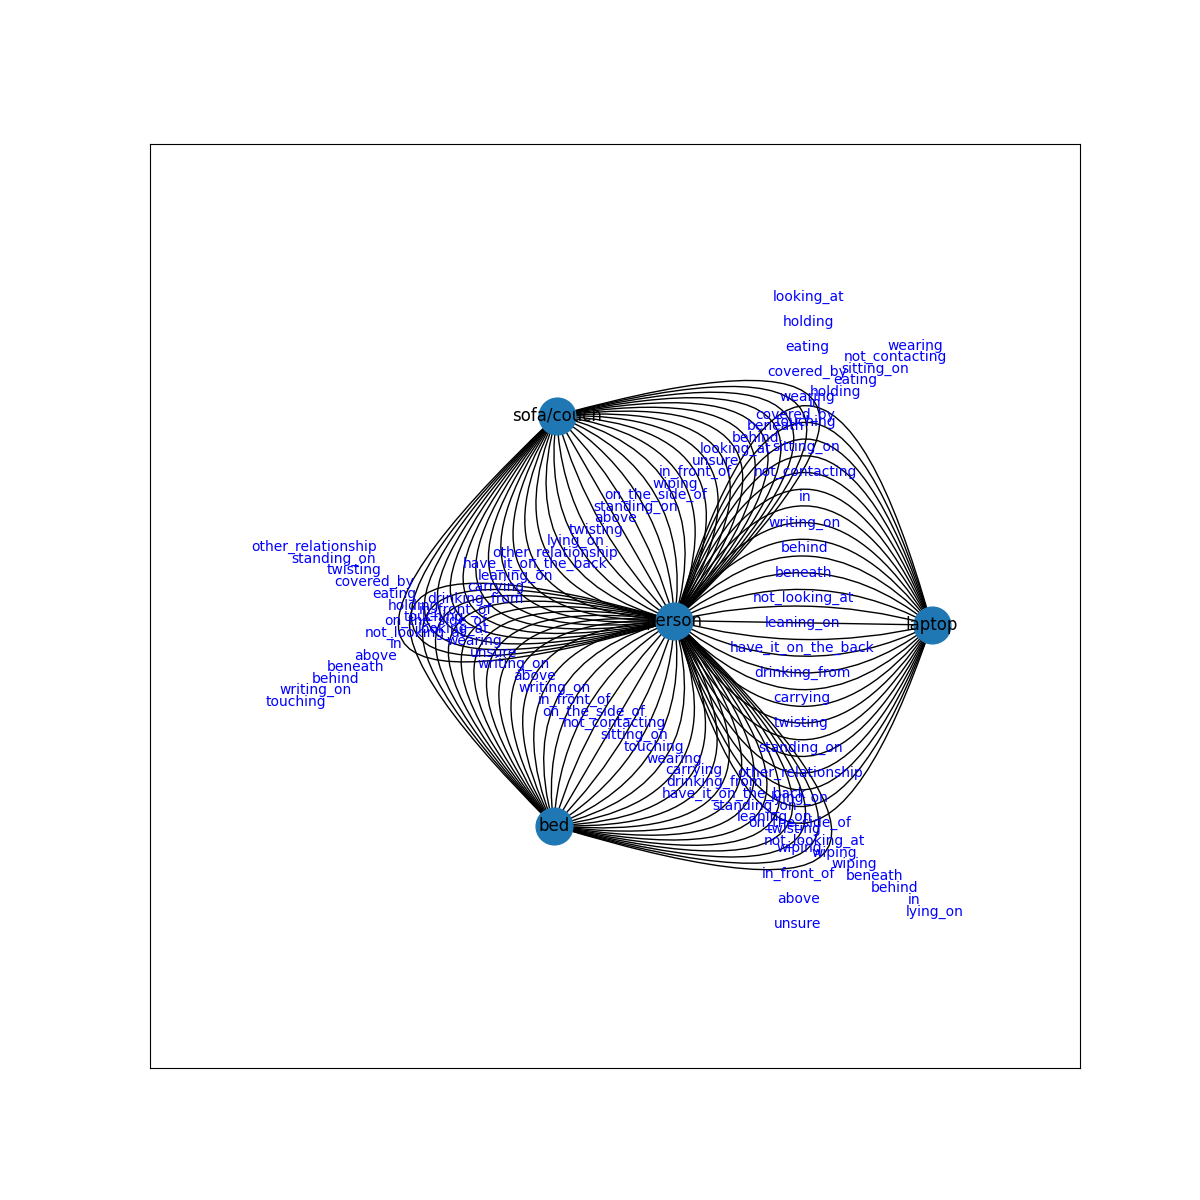 looking_at
holding
wearing
eating
not_contacting
sitting_on
covered_by
eating
holding
wearing
in
sofa/couch
covered_by
touching
beneath
behind
sitting_on
looking_at
unsure
in_front_of
not_contacting
wiping
on_the_side_of
in
standing_on
above
writing_on
twisting
lying_on
other_relationship
behind
other_relationship
standing_on
have_it_on_the_back
twisting
leaning_on
beneath
covered_by
carrying
eating
drinking_from
not_looking_at
holding
in_front_of
touching
on_the_side_of
erson
leaning_on
laptop
looking_at
not_looking_at
wearing
in
have_it_on_the_back
unsure
above
writing_on
beneath
drinking_from
above
behind
writing_on
writing_on
carrying
touching
in_front_of
on_the_side_of
not_contacting
twisting
sitting_on
touching
standing_on
wearing
carrying
other_relationship
drinking_from
have_it_on_the_back
lying_on
standing_on
leaning_on
on_the_side_of
bed
twisting
not_looking_at
wiping
wiping
wiping
in_front_of
beneath
behind
above
in
lying_on
unsure